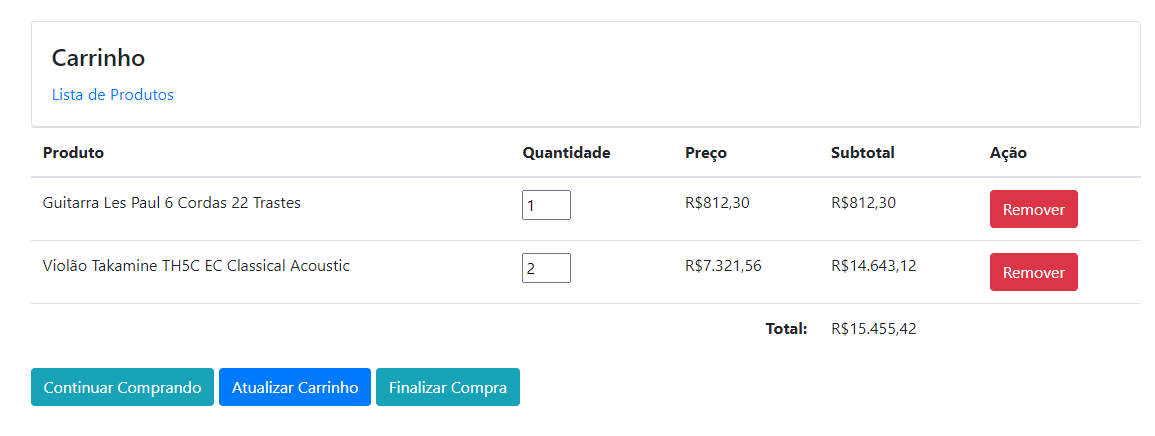 Carrinho
Lista de Produtos
Produto Quantidade Preço Subtotal Ação
Guitarra Les Paul 6 Cordas 22 Trastes 1 R$812,30 R$812,30 Remover
Violão Takamine TH5C EC Classical Acoustic 2 R$7.321,56 R$14.643,12 Remover
Total: R$15.455,42
Continuar Comprando Atualizar Carrinho Finalizar Compra